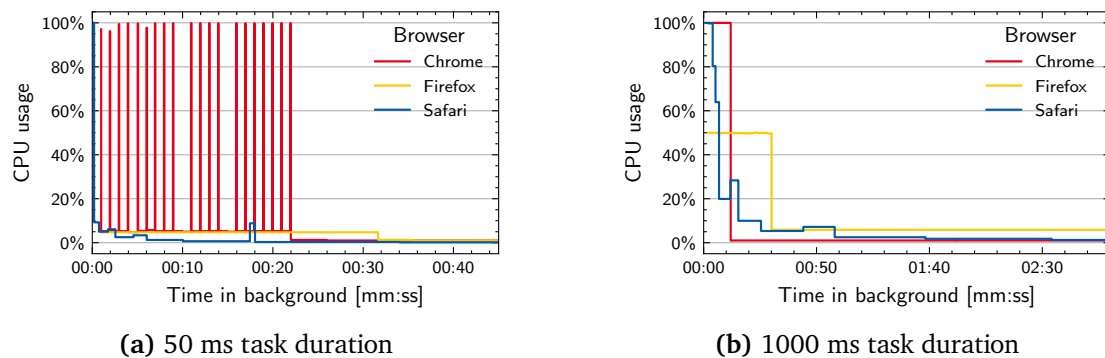 100%
80%
60%
40%
20%
0%
CPU usage
Browser
Chrome
Firefox
Safari
00:00 00:10 00:20 00:30 00:40
Time in background [mm:ss]
(a) 50 ms task duration
100%
80%
60%
40%
20%
0%
CPU usage
Browser
Chrome
Firefox
Safari
00:00 00:50 01:40 02:30
Time in background [mm:ss]
(b) 1000 ms task duration